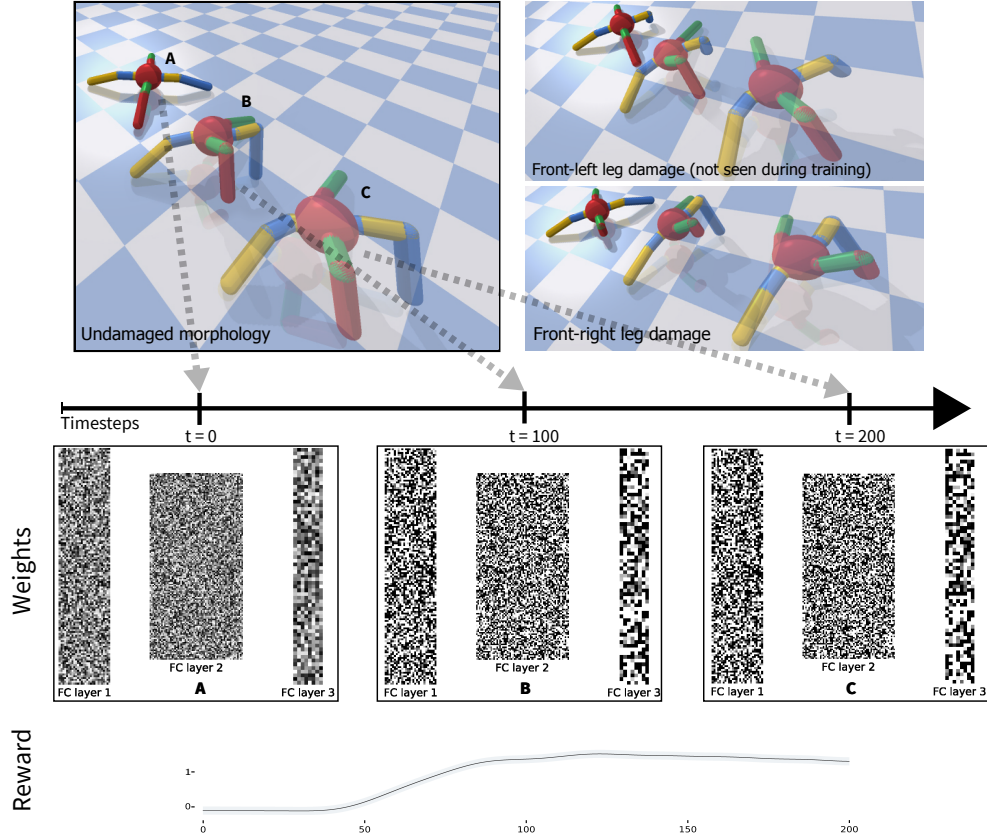 A
B
C
Undamaged morphology
Front-left leg damage (not seen during training)
Front-right leg damage
Timesteps
t = 0
t = 100
t = 200
Weights
FC layer 1
FC layer 2
FC layer 3
A
FC layer 1
FC layer 2
FC layer 3
B
FC layer 1
FC layer 2
FC layer 3
C
Reward
1
0
0
50
100
150
200